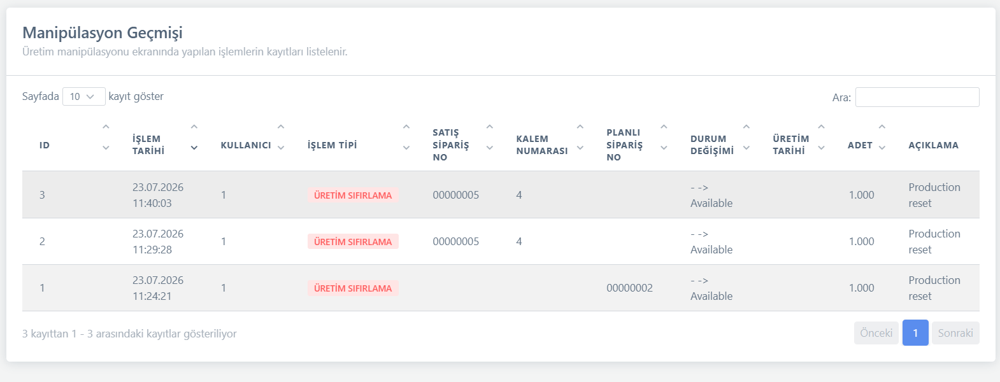 Manipülasyon Geçmişi
Üretim manipülasyonu ekranında yapılan işlemlerin kayıtları listelenir.
Sayfada 10 kayıt göster
Ara:
ID
İŞLEM
TARİHİ
KULLANICI
İŞLEM TİPİ
SATIŞ
SİPARİŞ
NO
KALEM
NUMARASI
PLANLI
SİPARİŞ
NO
DURUM
DEĞİŞİMİ
ÜRETİM
TARİHİ
ADET
AÇIKLAMA
3
23.07.2026
11:40:03
1
ÜRETİM SIFIRLAMA
00000005
4
- ->
Available
1.000
Production
reset
2
23.07.2026
11:29:28
1
ÜRETİM SIFIRLAMA
00000005
4
- ->
Available
1.000
Production
reset
1
23.07.2026
11:24:21
1
ÜRETİM SIFIRLAMA
00000002
- ->
Available
1.000
Production
reset
3 kayıttan 1 - 3 arasındaki kayıtlar gösteriliyor
Önceki 1 Sonraki